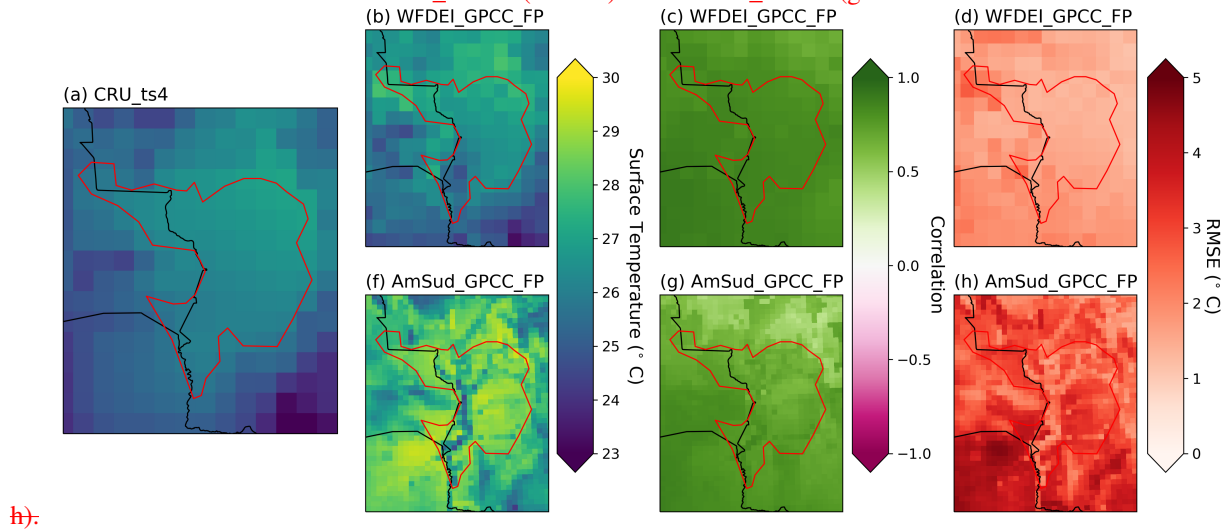 (b) WFDEI_GPCC_FP
(c) WFDEI_GPCC_FP
(d) WFDEI_GPCC_FP
(a) CRU_ts4
30
29
28
27
26
25
24
23
Surface Temperature (° C)
1.0
0.5
0.0
−0.5
−1.0
Correlation
5
4
3
2
1
0
RMSE (° C)
(f) AmSud_GPCC_FP
(g) AmSud_GPCC_FP
(h) AmSud_GPCC_FP
h).